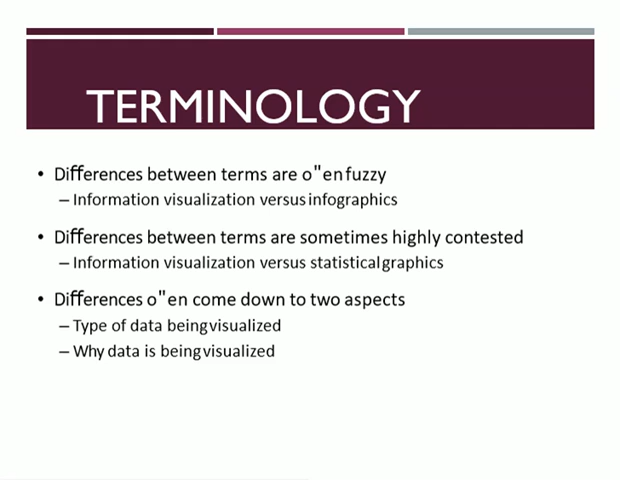 TERMINOLOGY
• Differences between terms are o"en fuzzy
– Information visualization versus infographics
• Differences between terms are sometimes highly contested
– Information visualization versus statistical graphics
• Differences o"en come down to two aspects
– Type of data being visualized
– Why data is being visualized